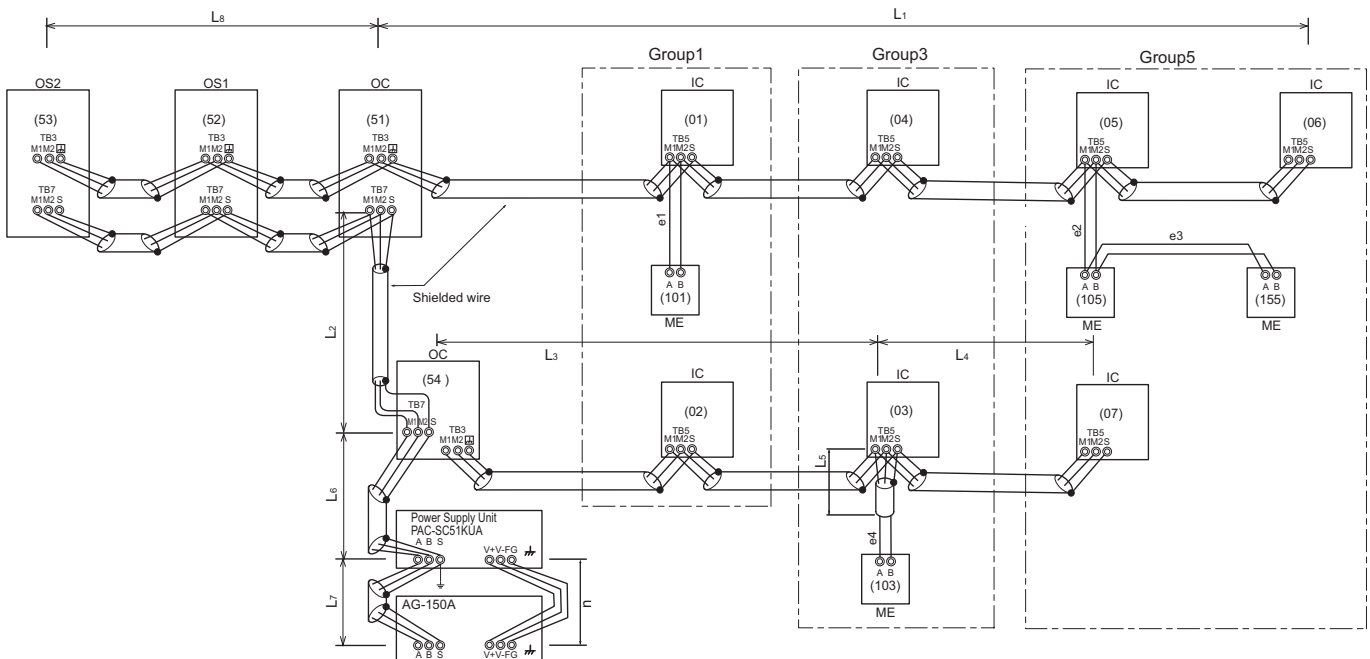 L8
L1
Group1
Group3
Group5
OS2
OS1
OC
IC
IC
IC
IC
(53)
(52)
(51)
(01)
(04)
(05)
(06)
TB3
TB3
TB3
TB5
TB5
TB5
TB5
M1M2
M1M2
M1M2
M1M2S
M1M2S
M1M2S
M1M2S
TB7
TB7
TB7
M1M2 S
M1M2 S
M1M2 S
e1
e2
e3
A B
(101)
ME
A B
(105)
ME
A B
(155)
ME
Shielded wire
L2
L3
L4
OC
IC
IC
IC
(54 )
(02)
(03)
(07)
TB7
M1M2 S
TB3
M1M2
TB5
M1M2S
TB5
M1M2S
TB5
M1M2S
L5
L6
e4
Power Supply Unit
PAC-SC51KUA
A B S
V+V-FG
A B
(103)
ME
L7
n
AG-150A
A B S
V+V-FG